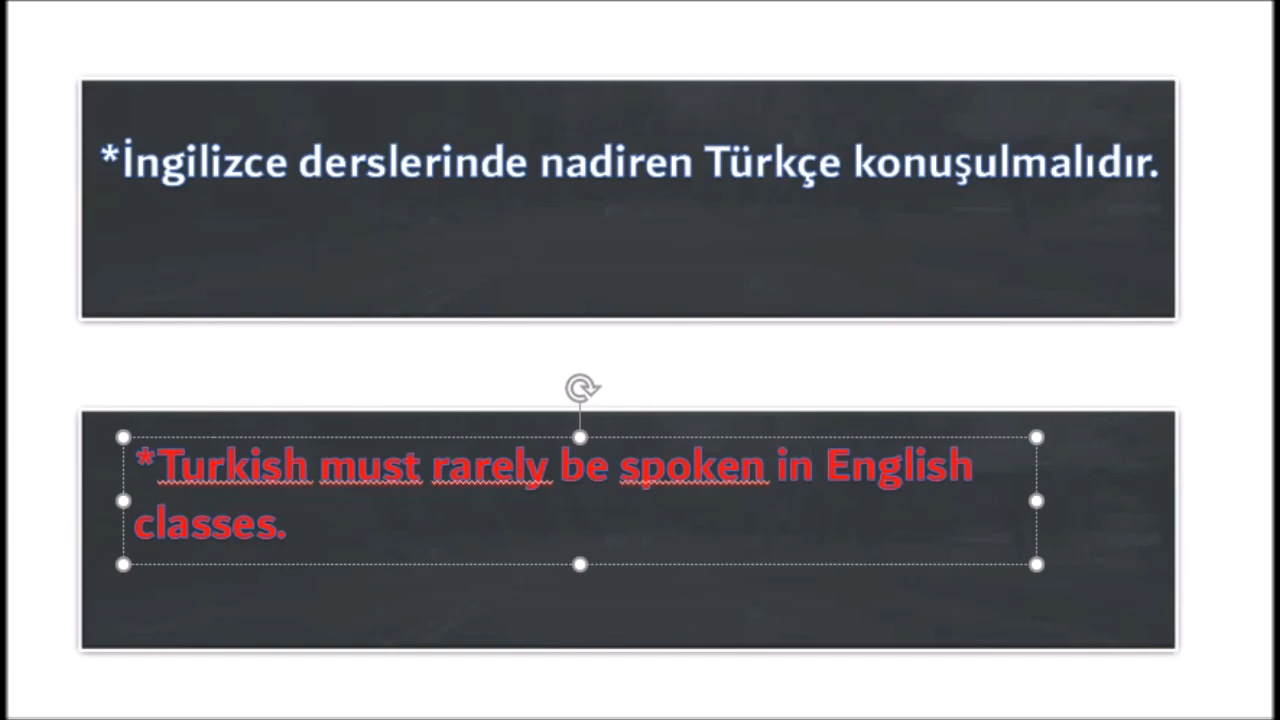 *İngilizce derslerinde nadiren Türkçe konuşulmalıdır.
*Turkish must rarely be spoken in English
classes.